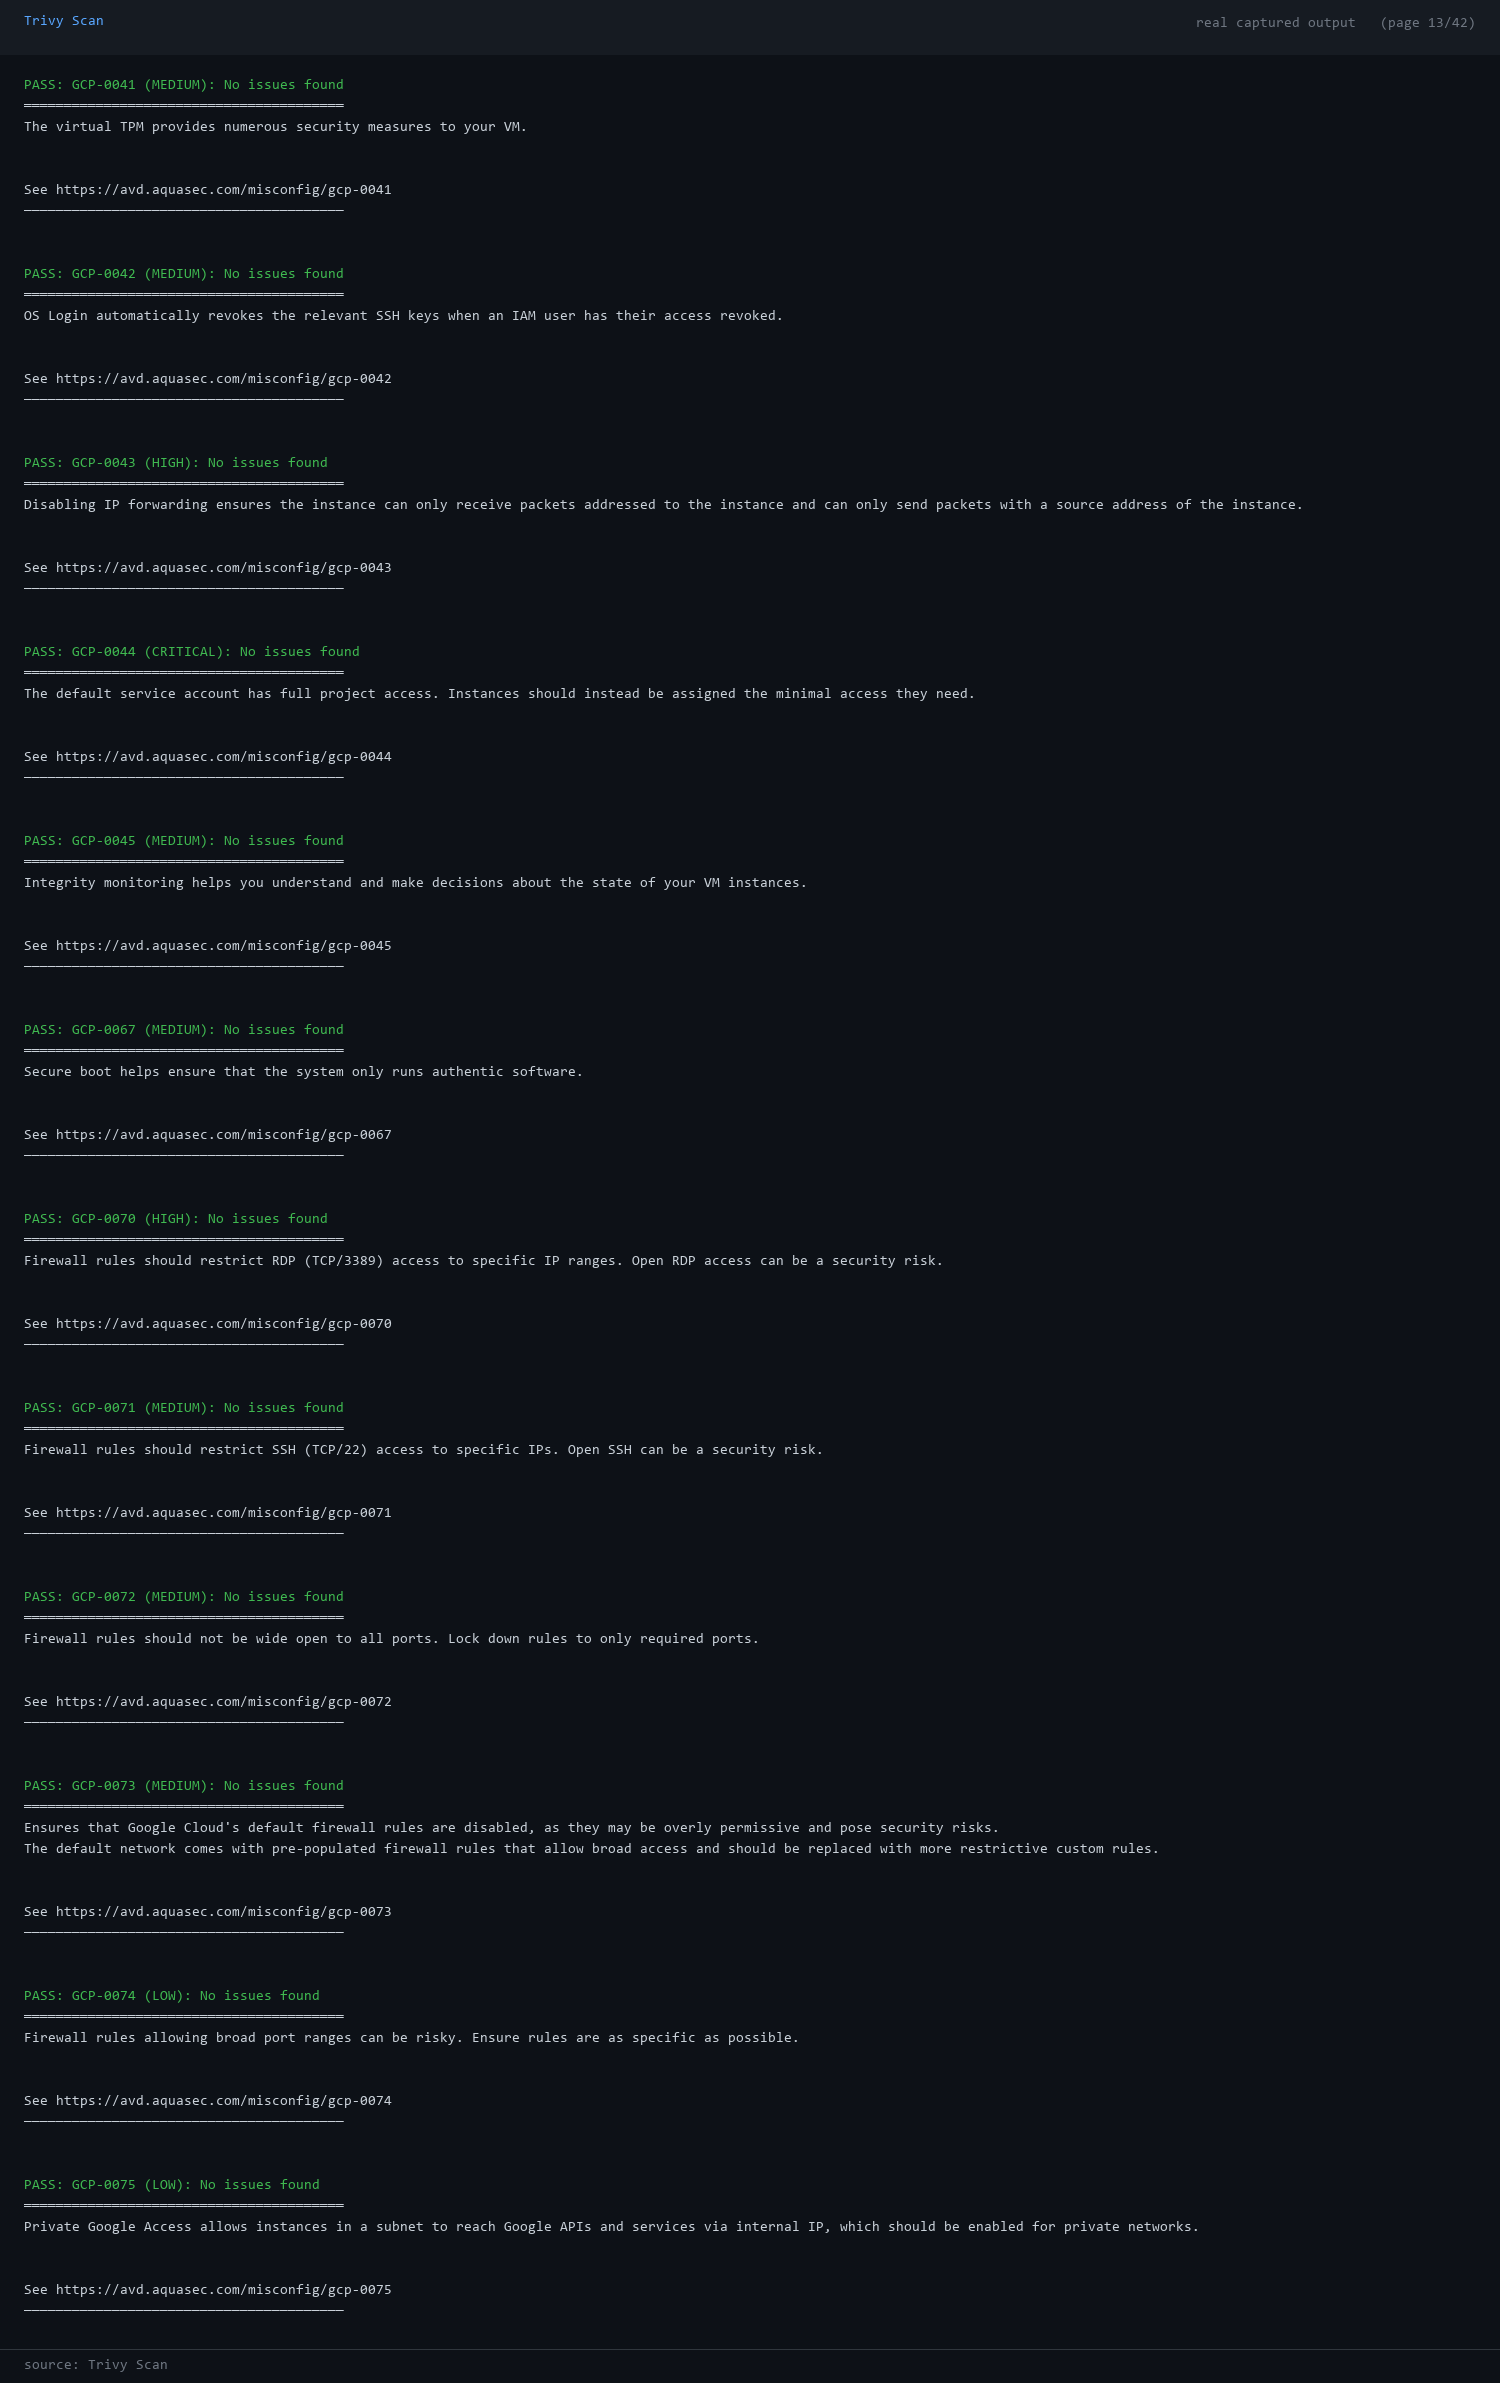 Trivy Scan
real captured output   (page 13/42)
PASS: GCP-0041 (MEDIUM): No issues found
════════════════════════════════════════
The virtual TPM provides numerous security measures to your VM.
See https://avd.aquasec.com/misconfig/gcp-0041
────────────────────────────────────────
PASS: GCP-0042 (MEDIUM): No issues found
════════════════════════════════════════
OS Login automatically revokes the relevant SSH keys when an IAM user has their access revoked.
See https://avd.aquasec.com/misconfig/gcp-0042
────────────────────────────────────────
PASS: GCP-0043 (HIGH): No issues found
════════════════════════════════════════
Disabling IP forwarding ensures the instance can only receive packets addressed to the instance and can only send packets with a source address of the instance.
See https://avd.aquasec.com/misconfig/gcp-0043
────────────────────────────────────────
PASS: GCP-0044 (CRITICAL): No issues found
════════════════════════════════════════
The default service account has full project access. Instances should instead be assigned the minimal access they need.
See https://avd.aquasec.com/misconfig/gcp-0044
────────────────────────────────────────
PASS: GCP-0045 (MEDIUM): No issues found
════════════════════════════════════════
Integrity monitoring helps you understand and make decisions about the state of your VM instances.
See https://avd.aquasec.com/misconfig/gcp-0045
────────────────────────────────────────
PASS: GCP-0067 (MEDIUM): No issues found
════════════════════════════════════════
Secure boot helps ensure that the system only runs authentic software.
See https://avd.aquasec.com/misconfig/gcp-0067
────────────────────────────────────────
PASS: GCP-0070 (HIGH): No issues found
════════════════════════════════════════
Firewall rules should restrict RDP (TCP/3389) access to specific IP ranges. Open RDP access can be a security risk.
See https://avd.aquasec.com/misconfig/gcp-0070
────────────────────────────────────────
PASS: GCP-0071 (MEDIUM): No issues found
════════════════════════════════════════
Firewall rules should restrict SSH (TCP/22) access to specific IPs. Open SSH can be a security risk.
See https://avd.aquasec.com/misconfig/gcp-0071
────────────────────────────────────────
PASS: GCP-0072 (MEDIUM): No issues found
════════════════════════════════════════
Firewall rules should not be wide open to all ports. Lock down rules to only required ports.
See https://avd.aquasec.com/misconfig/gcp-0072
────────────────────────────────────────
PASS: GCP-0073 (MEDIUM): No issues found
════════════════════════════════════════
Ensures that Google Cloud's default firewall rules are disabled, as they may be overly permissive and pose security risks.
The default network comes with pre-populated firewall rules that allow broad access and should be replaced with more restrictive custom rules.
See https://avd.aquasec.com/misconfig/gcp-0073
────────────────────────────────────────
PASS: GCP-0074 (LOW): No issues found
════════════════════════════════════════
Firewall rules allowing broad port ranges can be risky. Ensure rules are as specific as possible.
See https://avd.aquasec.com/misconfig/gcp-0074
────────────────────────────────────────
PASS: GCP-0075 (LOW): No issues found
════════════════════════════════════════
Private Google Access allows instances in a subnet to reach Google APIs and services via internal IP, which should be enabled for private networks.
See https://avd.aquasec.com/misconfig/gcp-0075
────────────────────────────────────────
source: Trivy Scan